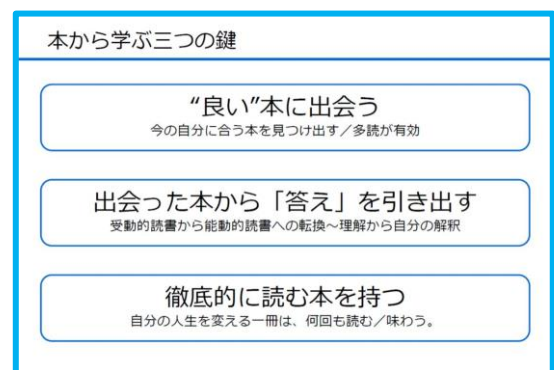 本から学ぶ三つの鍵
“良い”本に出会う
今の自分に合う本を見つけ出す／多読が有効
出会った本から「答え」を引き出す
受動的読書から能動的読書への転換～理解から自分の解釈
徹底的に読む本を持つ
自分の人生を変える一冊は、何回も読む／味わう。